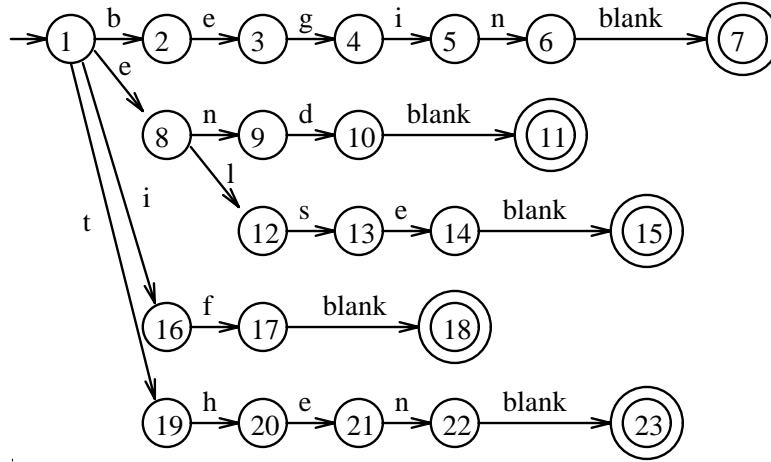 1 b 2 e 3 g 4 i 5 n 6 blank 7
e
8 n 9 d 10 blank 11
l
i
t
12 s 13 e 14 blank 15
16 f 17 blank 18
19 h 20 e 21 n 22 blank 23